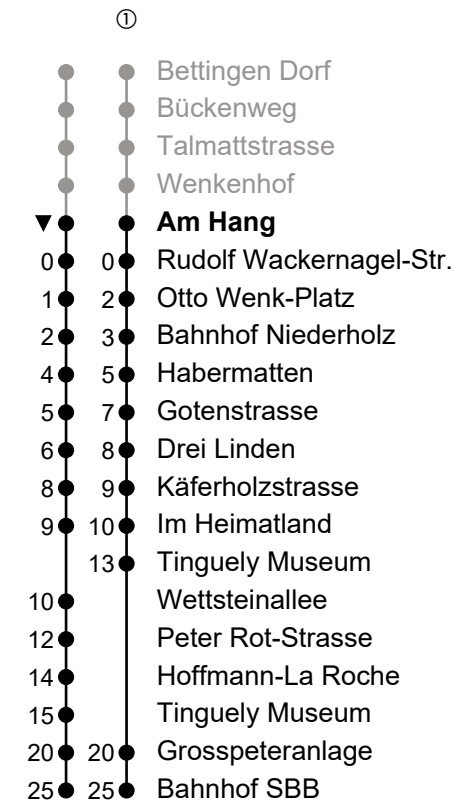 ①
Bettingen Dorf
Bückenweg
Talmattstrasse
Wenkenhof
▼ Am Hang
0 0 Rudolf Wackernagel-Str.
1 2 Otto Wenk-Platz
2 3 Bahnhof Niederholz
4 5 Habermatten
5 7 Gotenstrasse
6 8 Drei Linden
8 9 Käferholzstrasse
9 10 Im Heimatland
13 Tinguely Museum
10 Wettsteinallee
12 Peter Rot-Strasse
14 Hoffmann-La Roche
15 Tinguely Museum
20 20 Grosspeteranlage
25 25 Bahnhof SBB